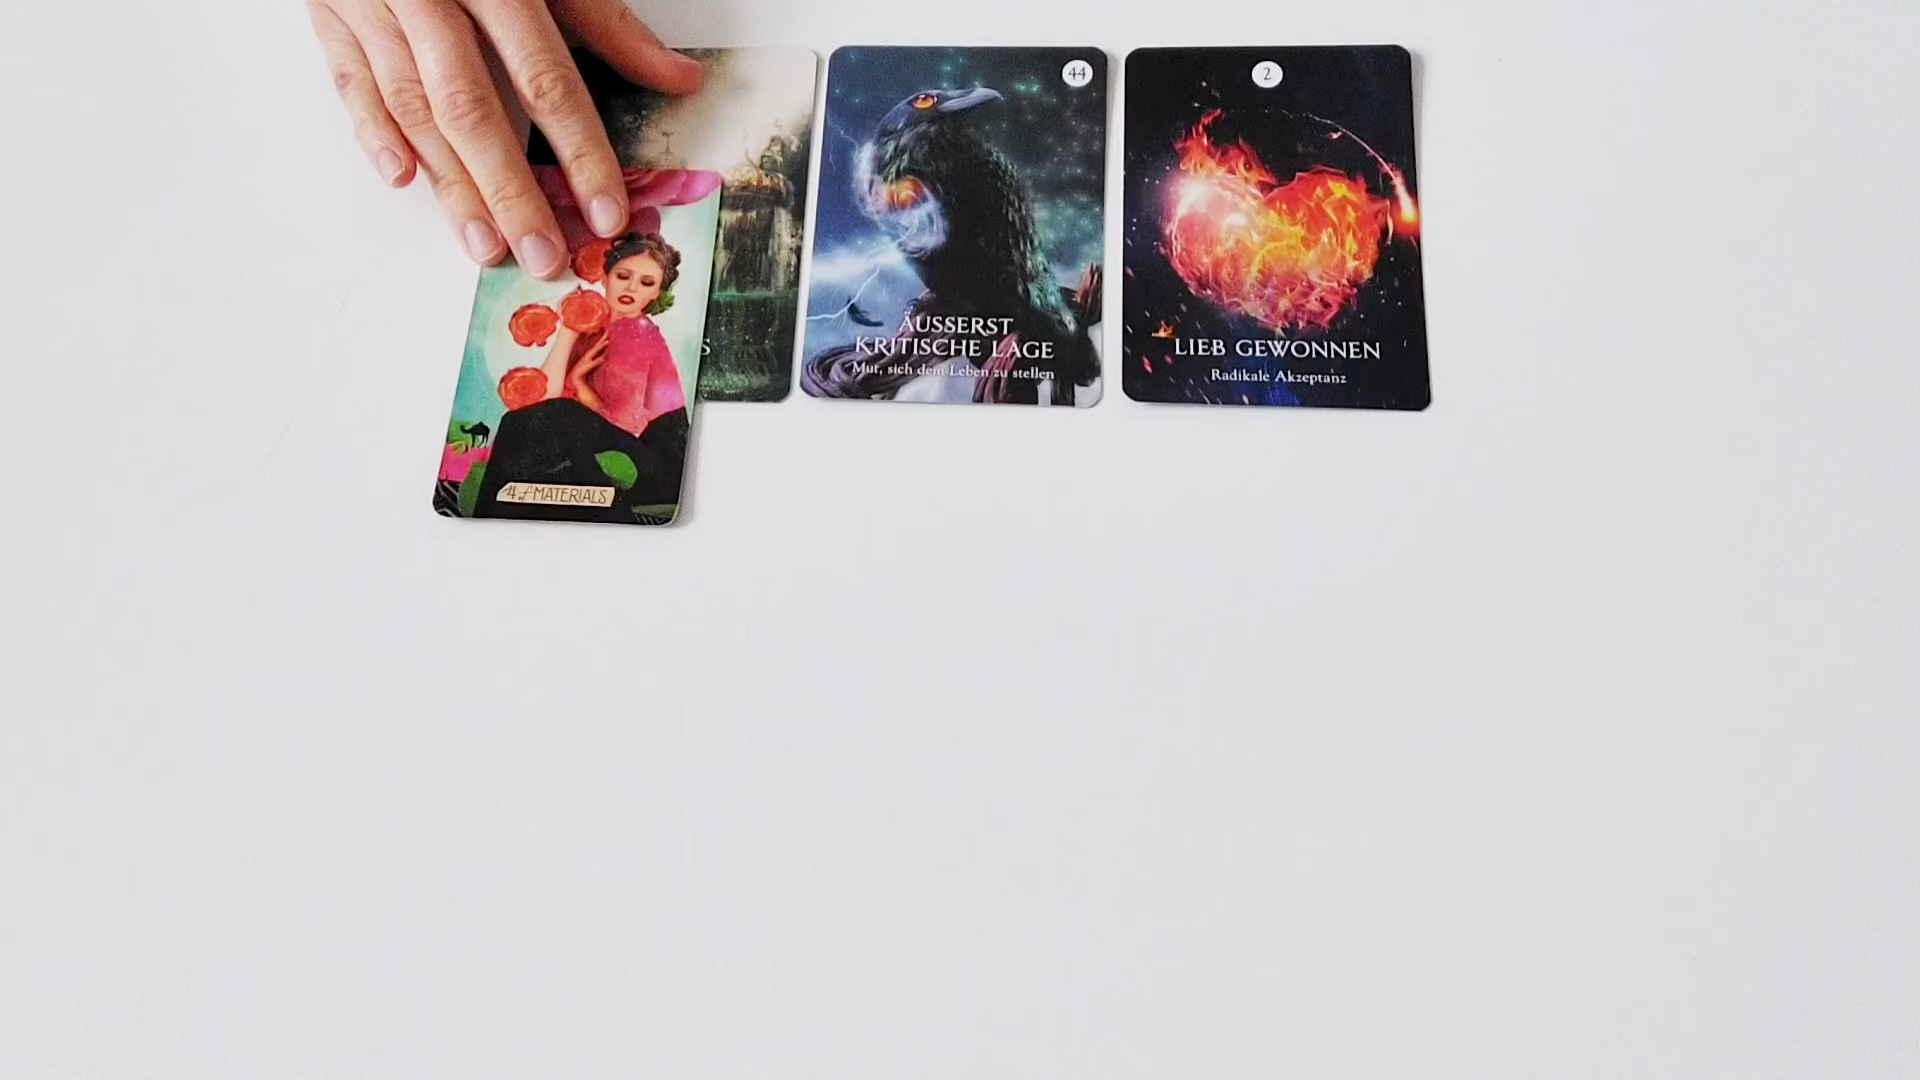 44
ÄUSSERST
KRITISCHE LAGE
Mut, sich dem Leben zu stellen
2
LIEB GEWONNEN
Radikale Akzeptanz
4 of MATERIALS